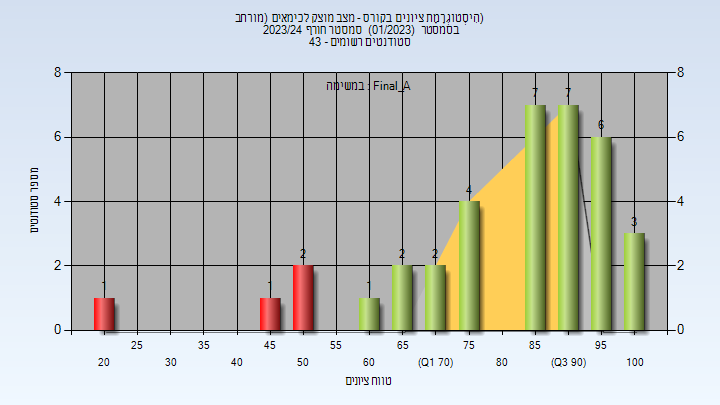 היסטוגרמת ציונים בקורס - מצב מוצק לכימאים (מורחב)
בסמסטר (01/2023) סמסטר חורף 2023/24
סטודנטים רשומים - 43
במשימה : Final_A
מספר סטודנטים
8 8
6 6
4 4
2 2
0 0
1 1 2 1 2 2 4 7 7 6 3
25 35 45 55 65 75 85 95
20 30 40 50 60 (Q1 70) 80 (Q3 90) 100
טווח ציונים